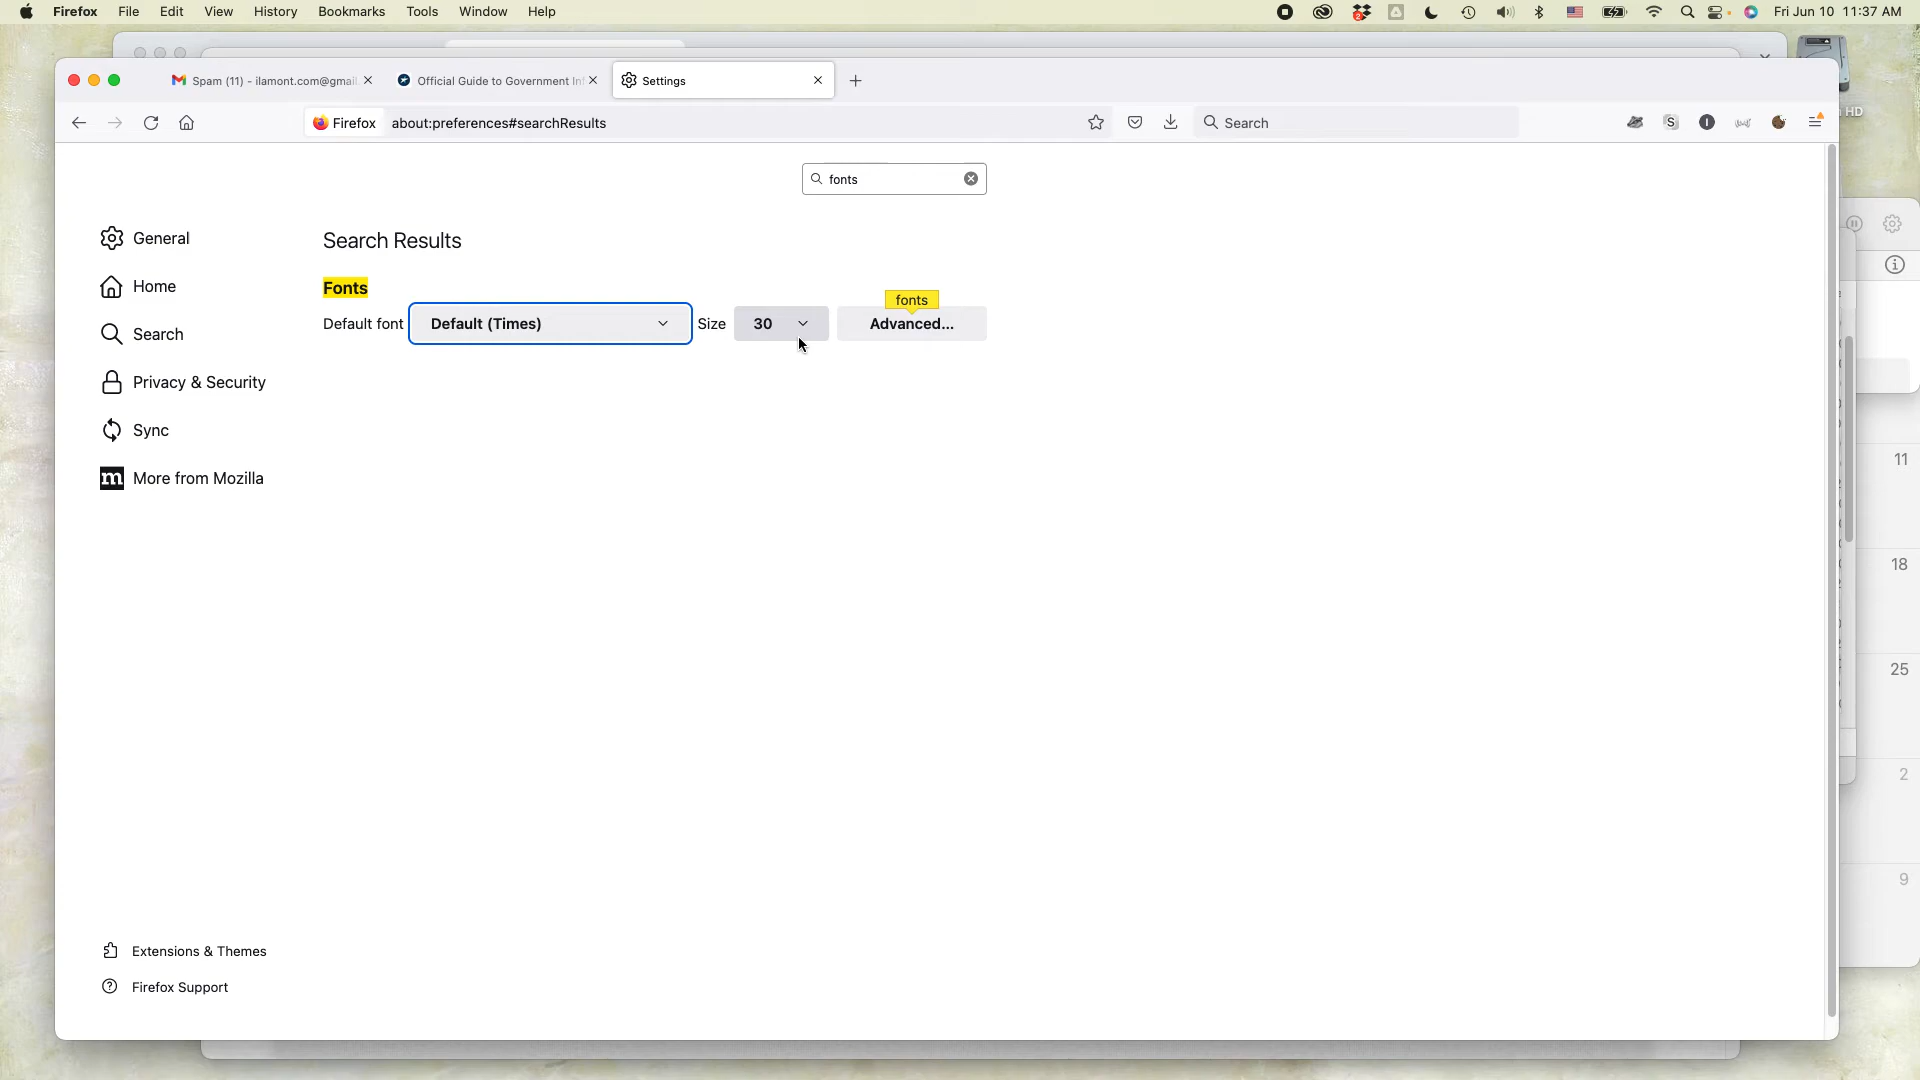 Firefox File Edit View History Bookmarks Tools Window Help
Fri Jun 10 11:37 AM
Spam (11) - ilamont.com@gmail
Official Guide to Government In
Settings
Firefox about:preferences#searchResults
Search
HD
fonts
General
Home
Search
Privacy & Security
Sync
More from Mozilla
Search Results
Fonts
fonts
Default font Default (Times) Size 30 Advanced...
11
18
25
2
9
Extensions & Themes
Firefox Support